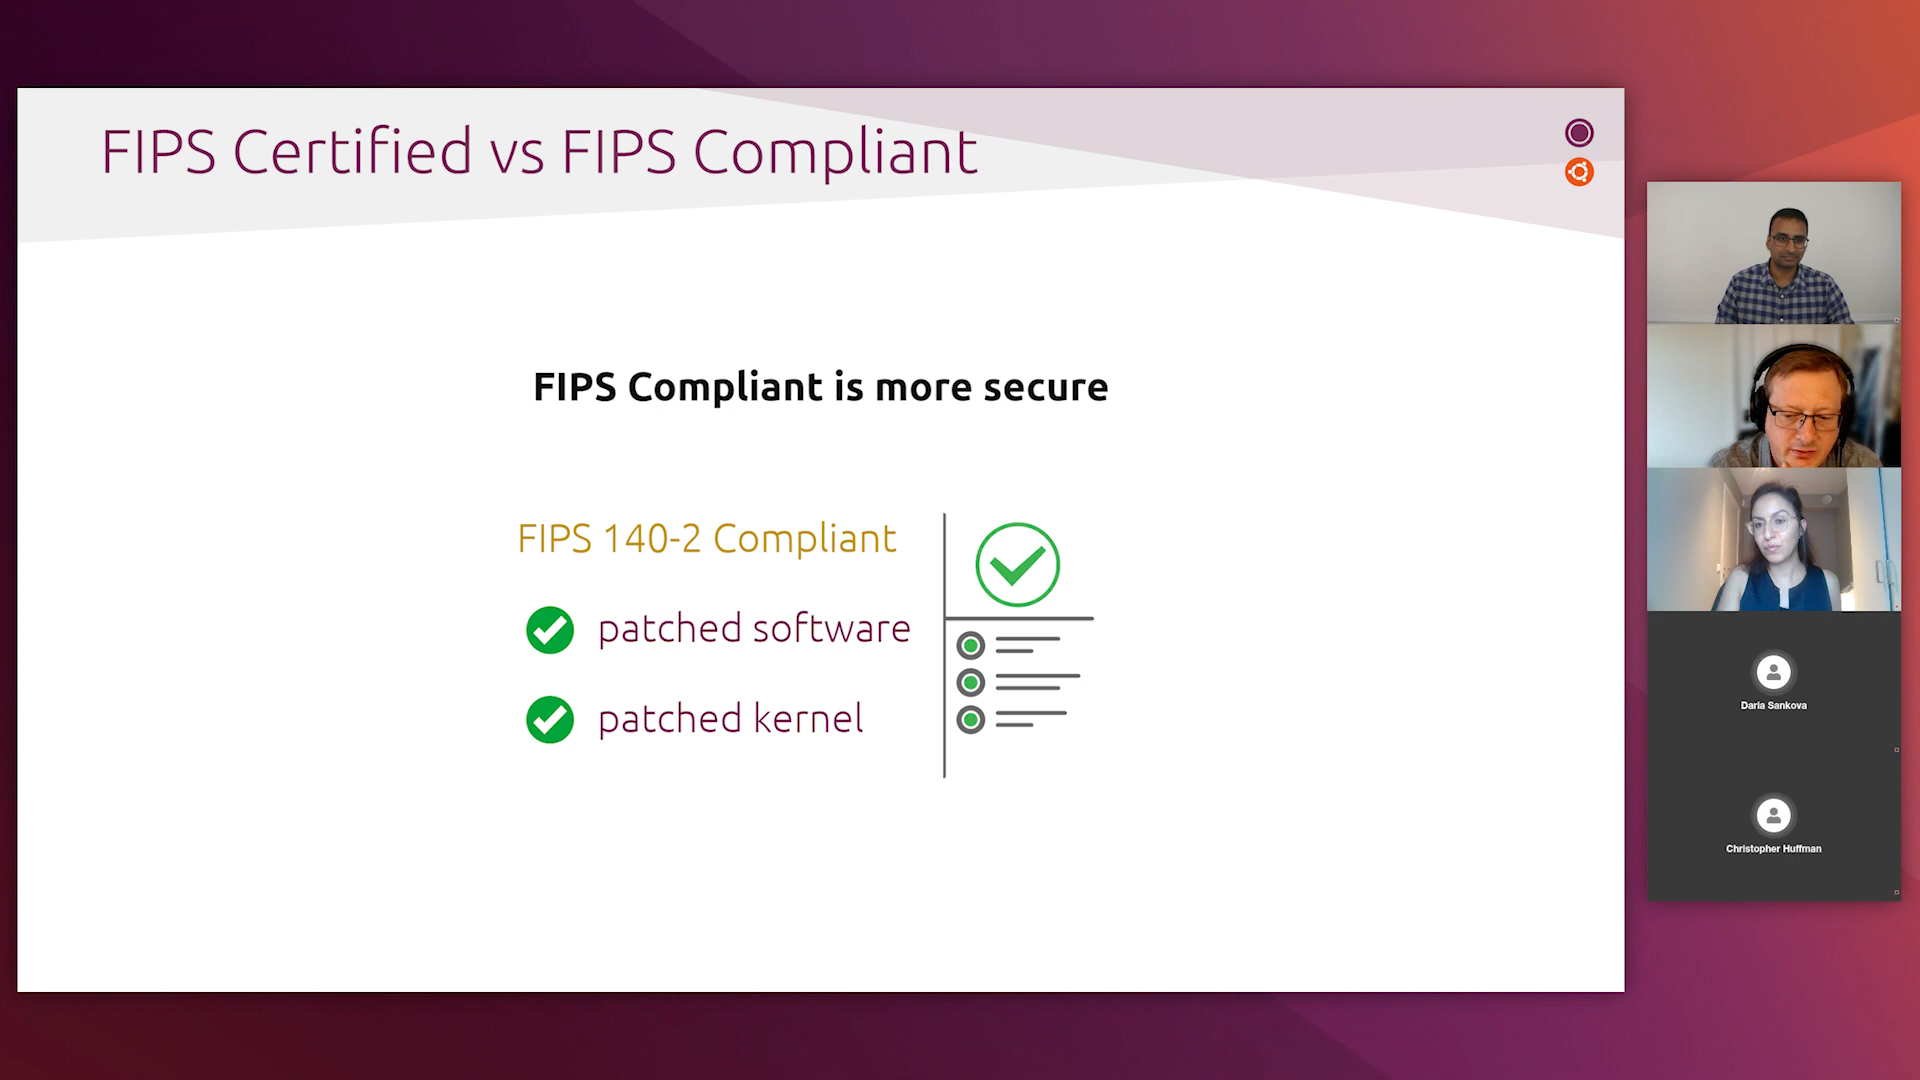 FIPS Certified vs FIPS Compliant
FIPS Compliant is more secure
FIPS 140-2 Compliant
patched software
patched kernel
Daria Sankova
Christopher Huffman